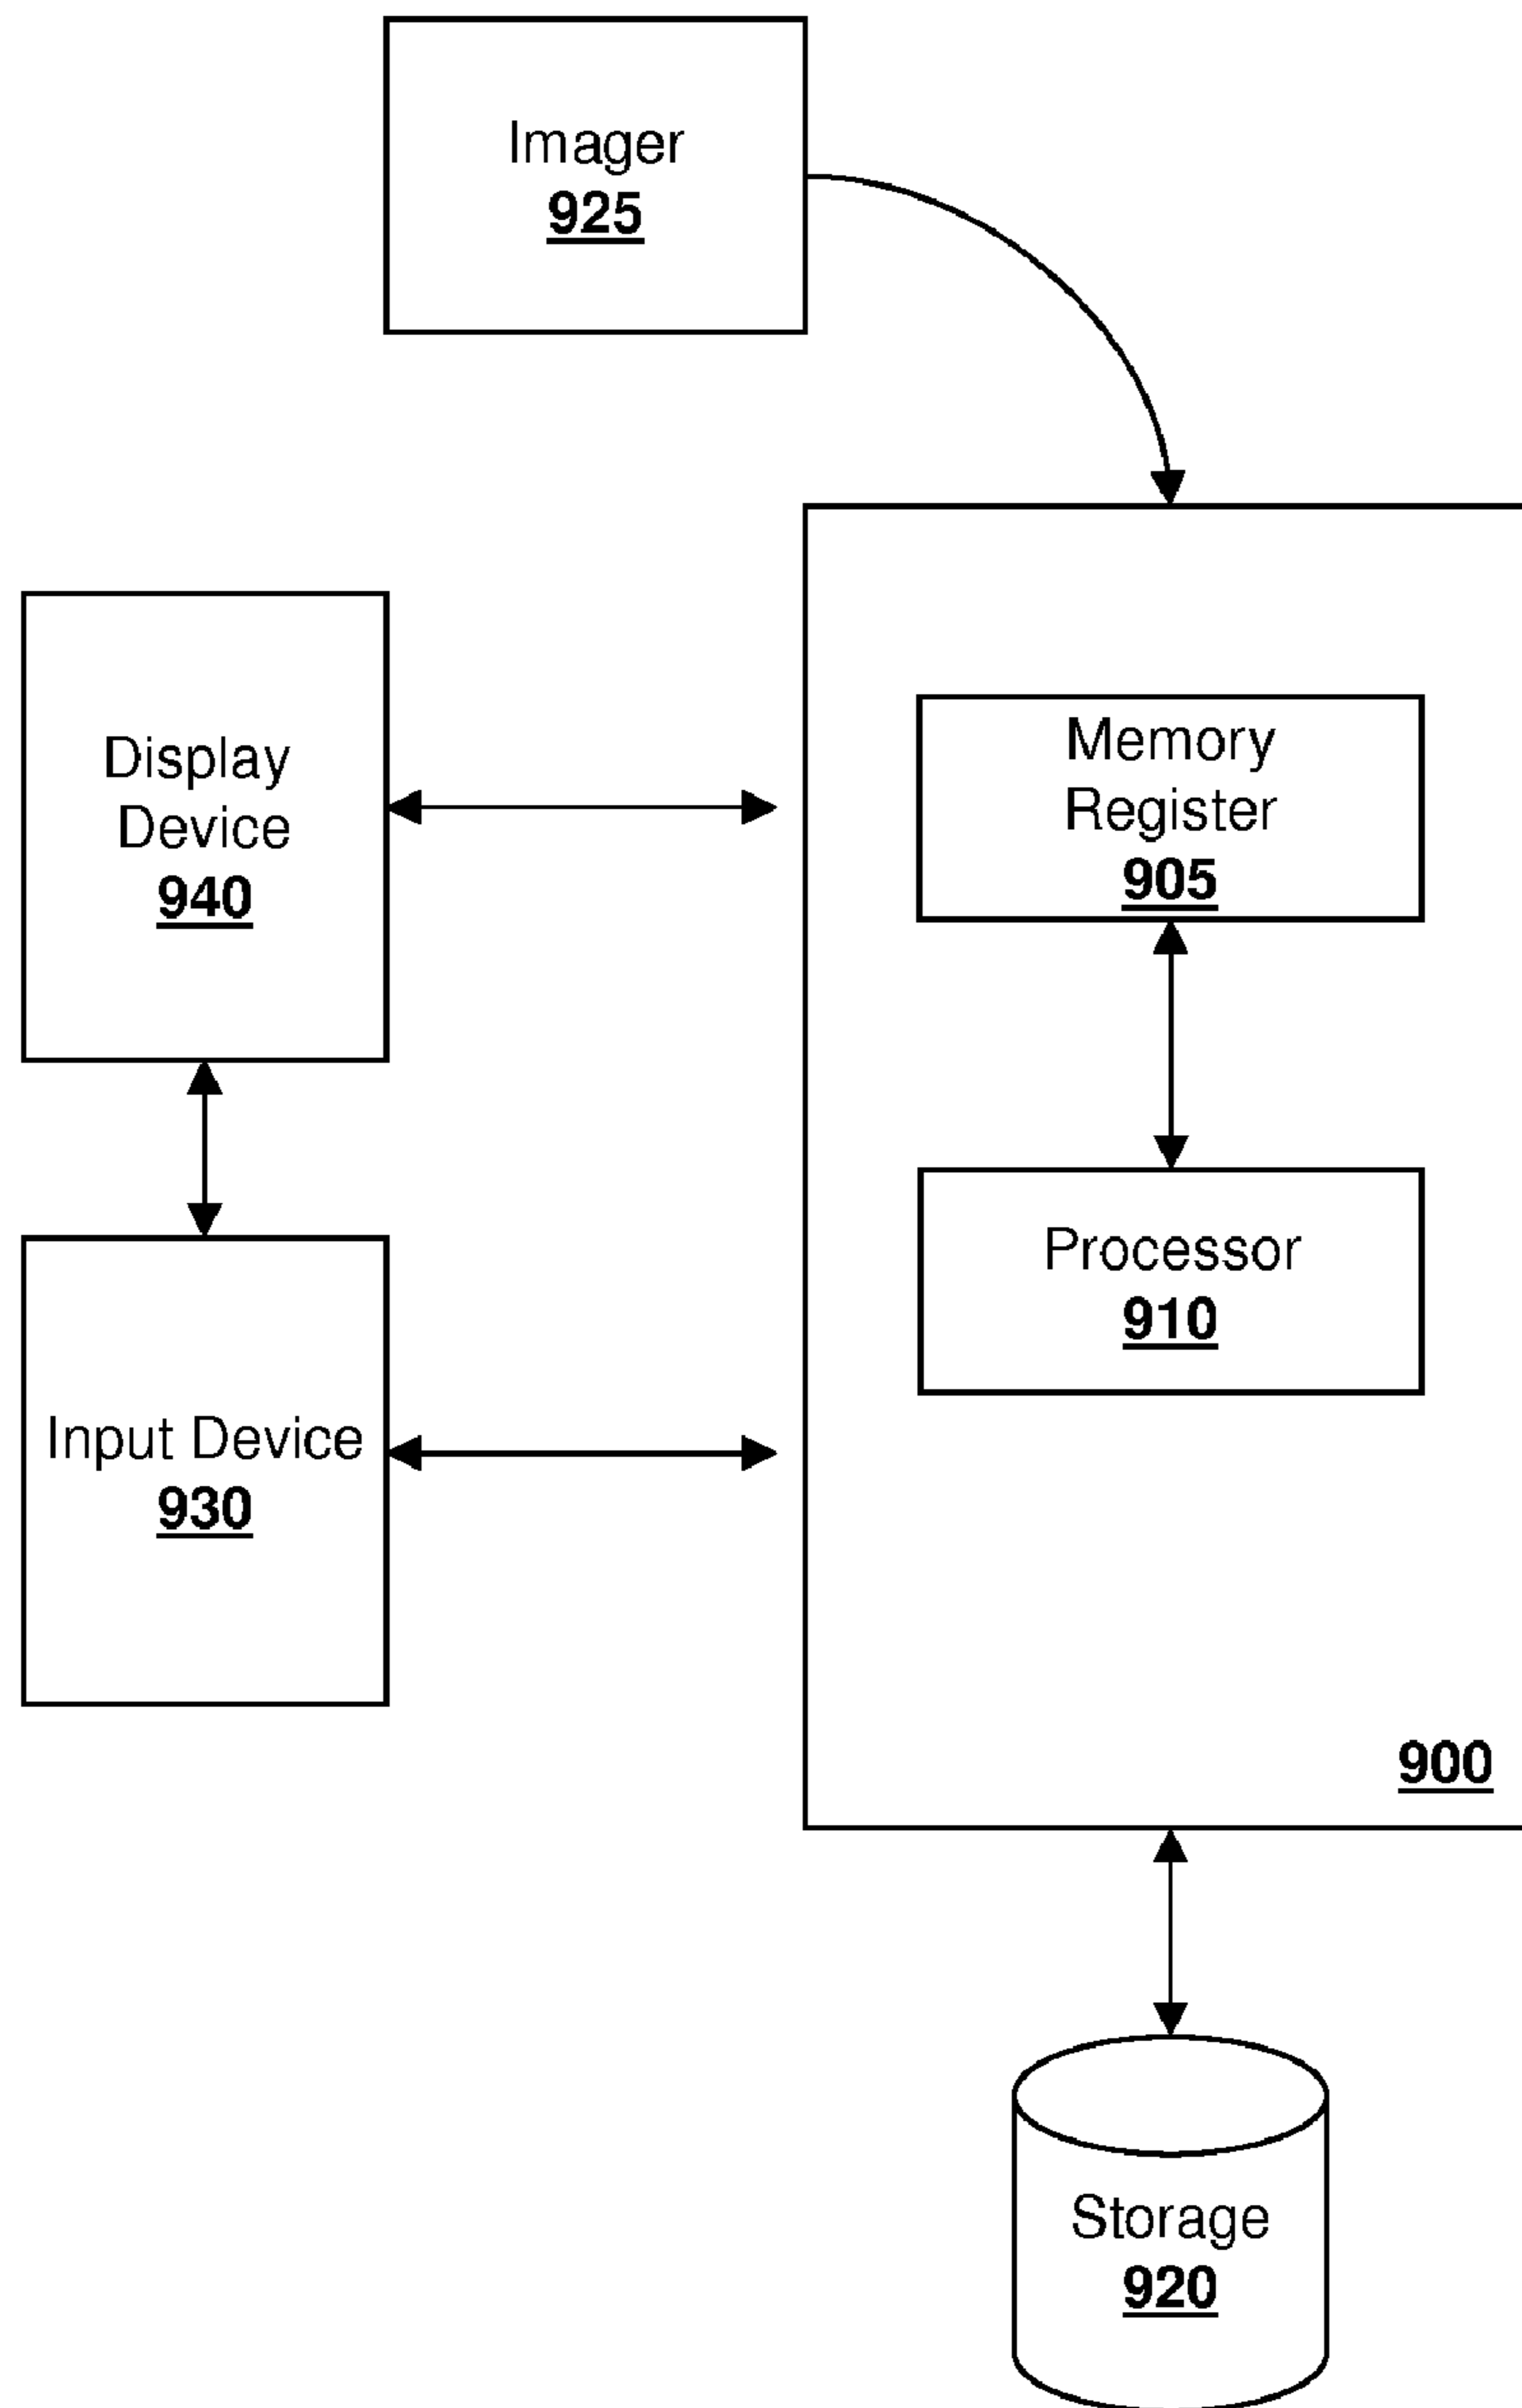 Imager
925
Display
Device
940
Memory
Register
905
Processor
910
Input Device
930
900
Storage
920